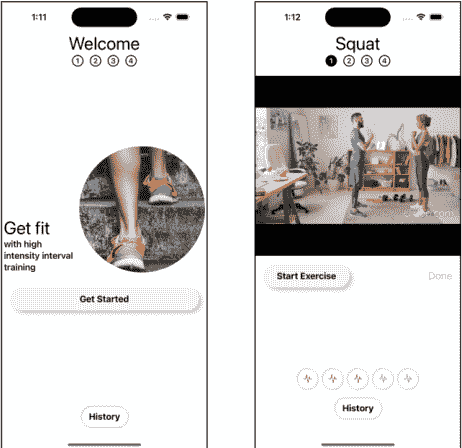 1:11
Welcome
1 2 3 4
Get fit
with high
intensity interval
training
Get Started
History
1:12
Squat
1 2 3 4
Start Exercise
Done
History